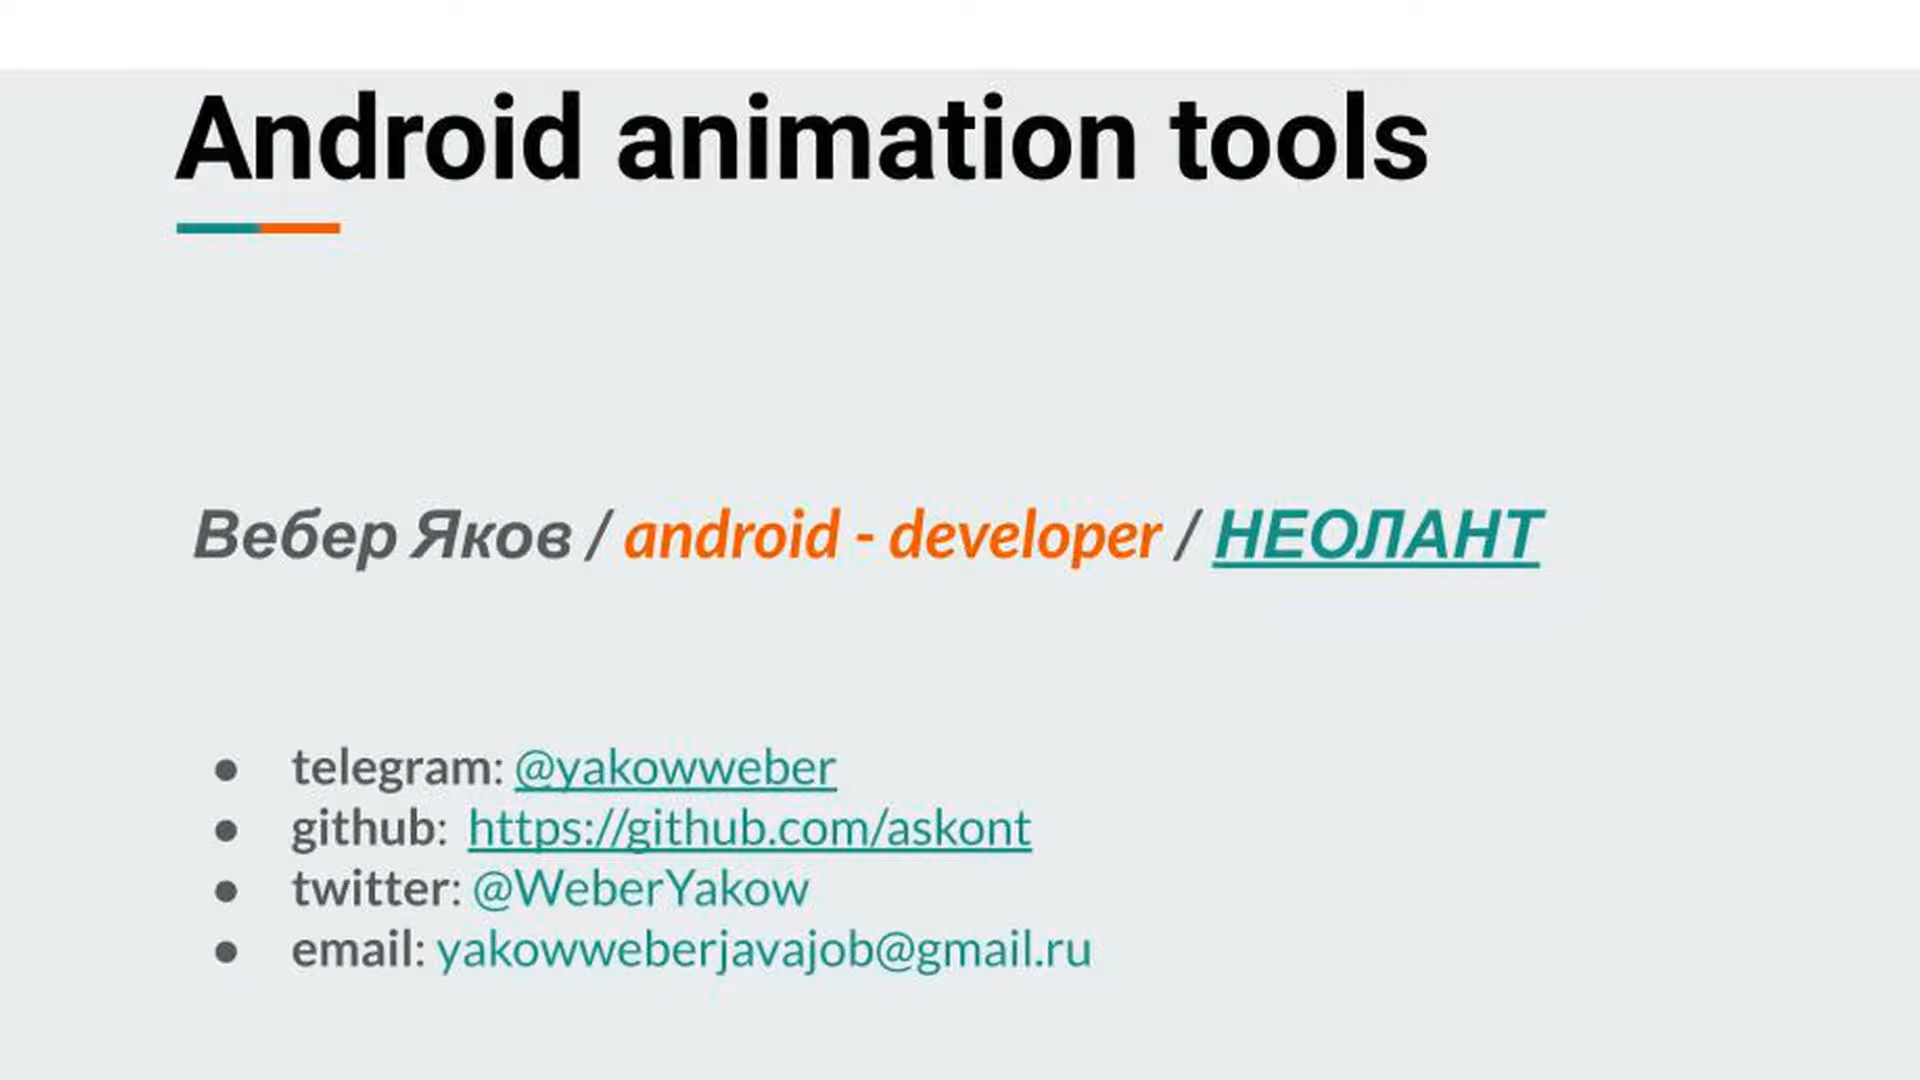 Android animation tools
Вебер Яков / android - developer / НЕОЛАНТ
● telegram: @yakowweber
● github: https://github.com/askont
● twitter: @WeberYakow
● email: yakowweberjavajob@gmail.ru